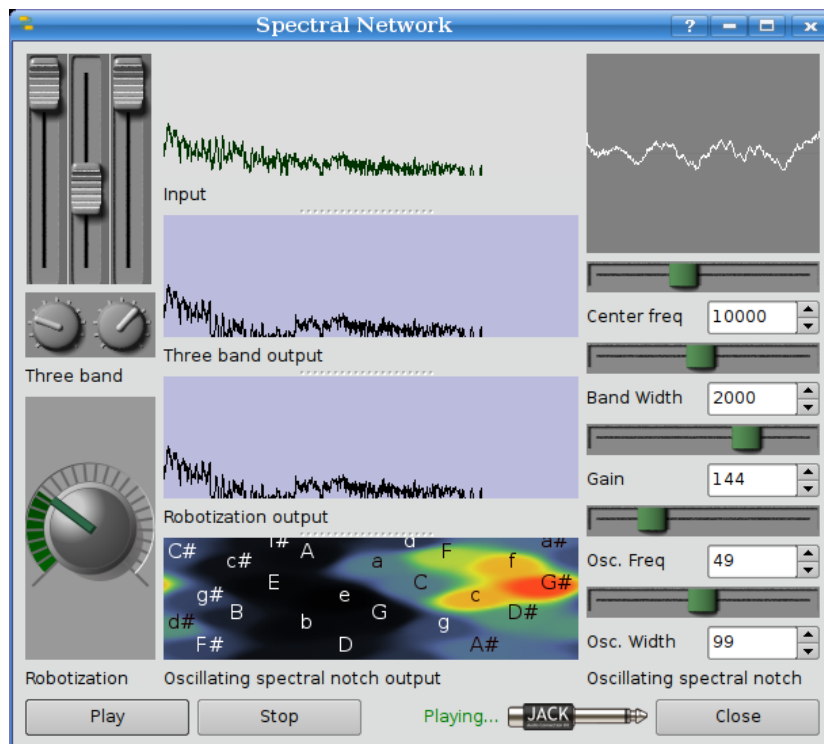 Spectral Network
?
Input
Three band output
Three band
Robotization output
Center freq 10000
Band Width 2000
Gain 144
Osc. Freq 49
Osc. Width 99
C# f# A d F a#
c# a f
E C G#
g# e c
B G D#
d# b g
F# D A#
Robotization
Oscillating spectral notch output
Oscillating spectral notch
Play
Stop
Playing...
JACK
Close